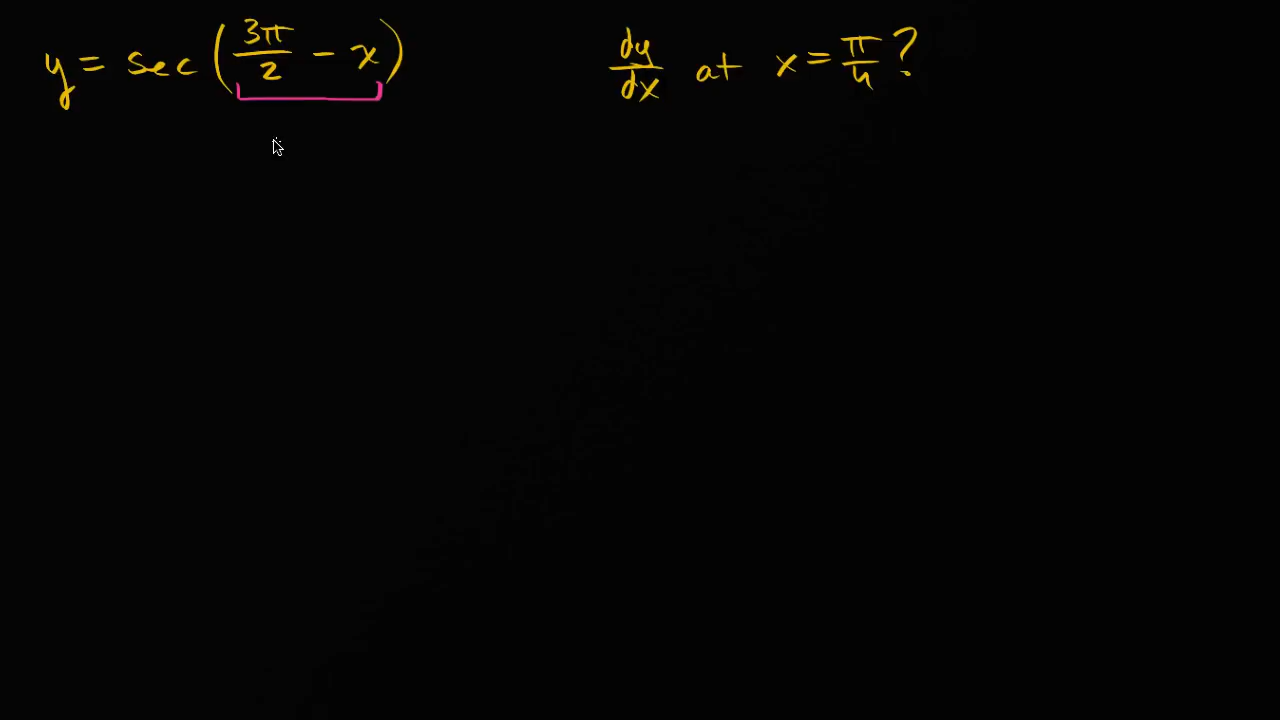 y = sec(3π/2 − x)
dy/dx at x = π/4?